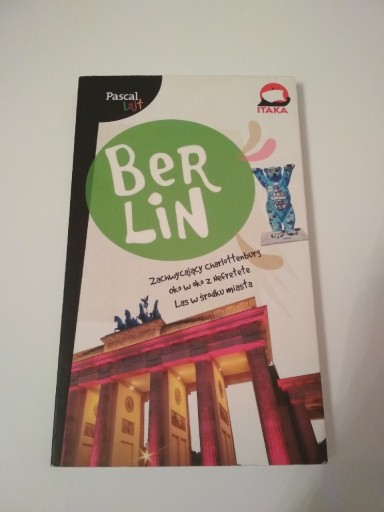 Pascal
Lajt
ITAKA
BeR
LiN
Zachwycający Charlottenburg
oko w oko z Nefretete
Las w środku miasta